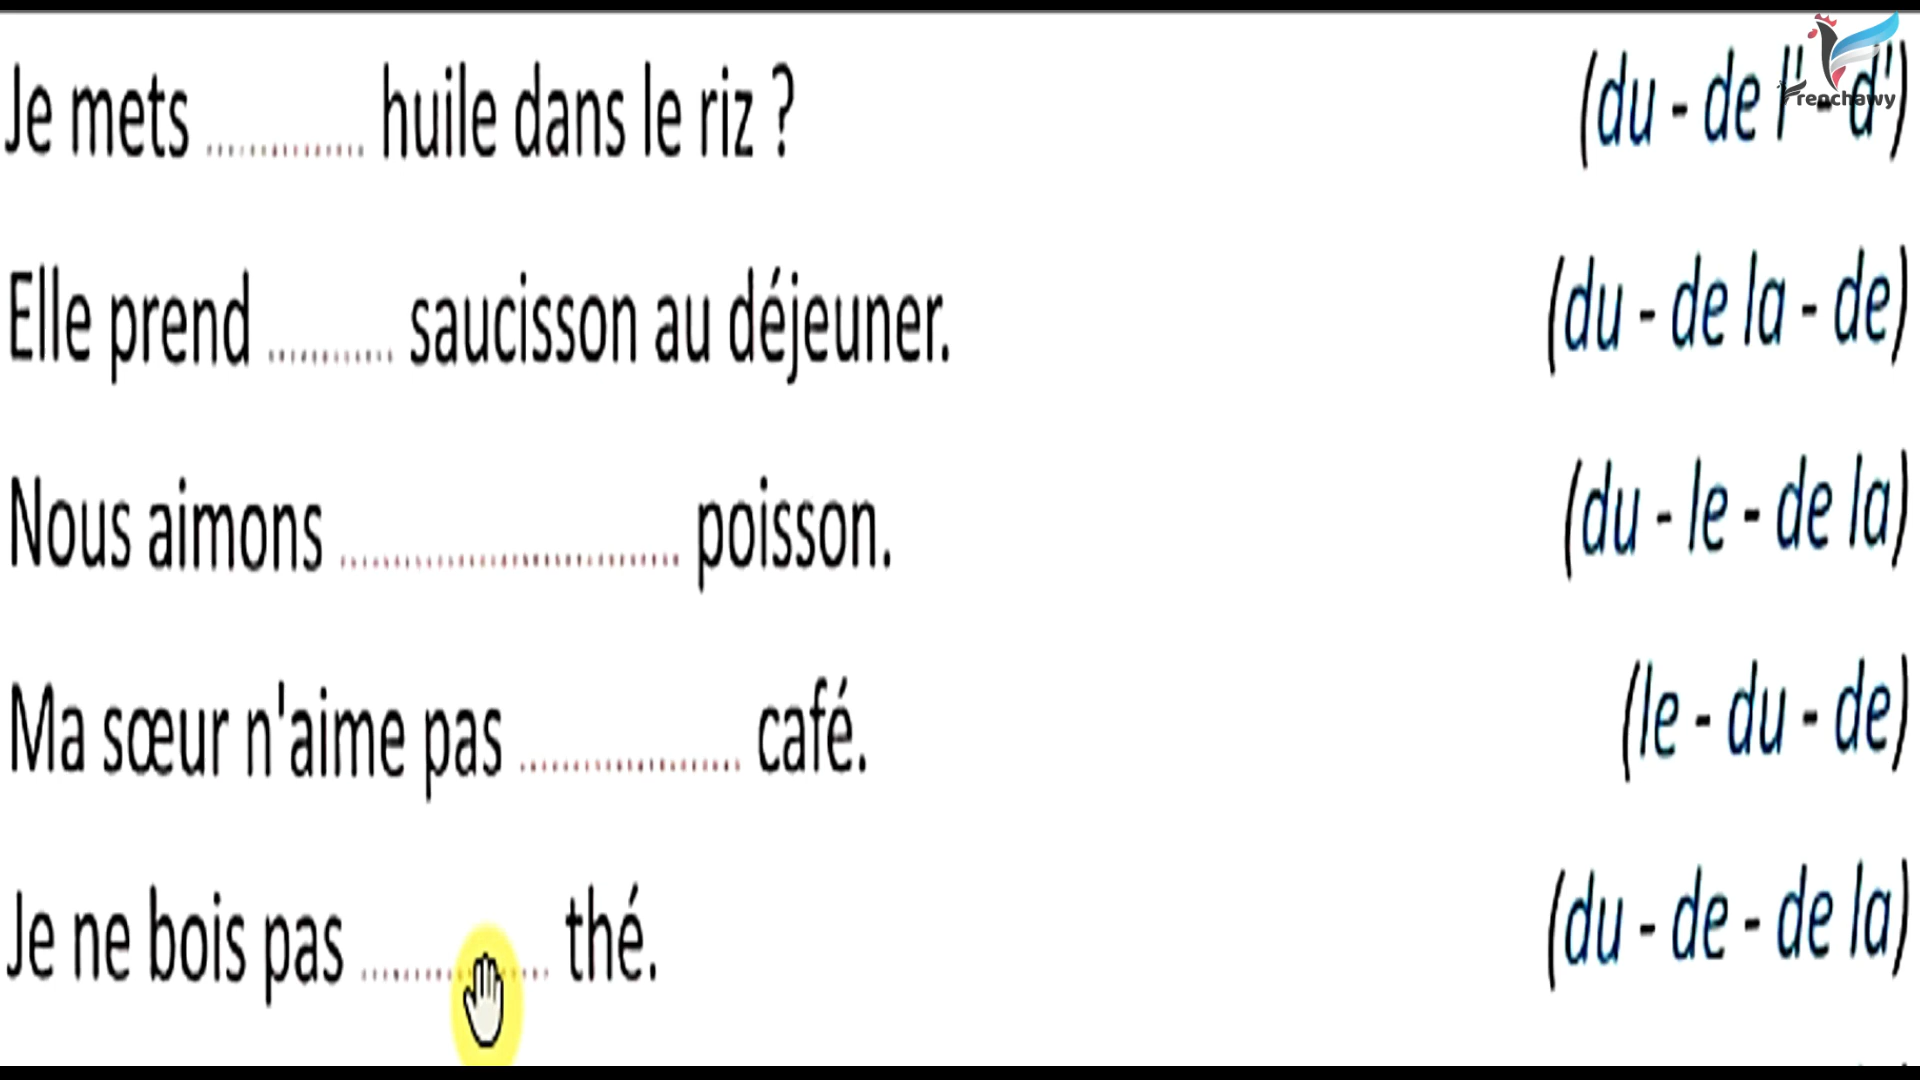 Je mets .............. huile dans le riz ? (du - de l' - d')
Frenchawy
Elle prend ........... saucisson au déjeuner. (du - de la - de)
Nous aimons .............................. poisson. (du - le - de la)
Ma sœur n'aime pas .................... café. (le - du - de)
Je ne bois pas ................. thé. (du - de - de la)